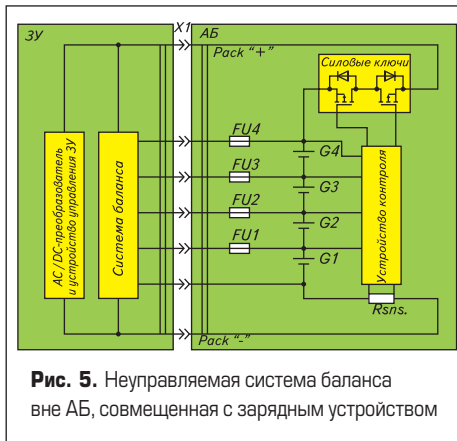 ЗУ
X1
АБ
Pack "+"
Силовые ключи
AC/DC-преобразователь
и устройство управления ЗУ
Система баланса
FU4
FU3
FU2
FU1
G4
G3
G2
G1
Устройство контроля
Rsns.
Pack "-"
Рис. 5. Неуправляемая система баланса
вне АБ, совмещенная с зарядным устройством